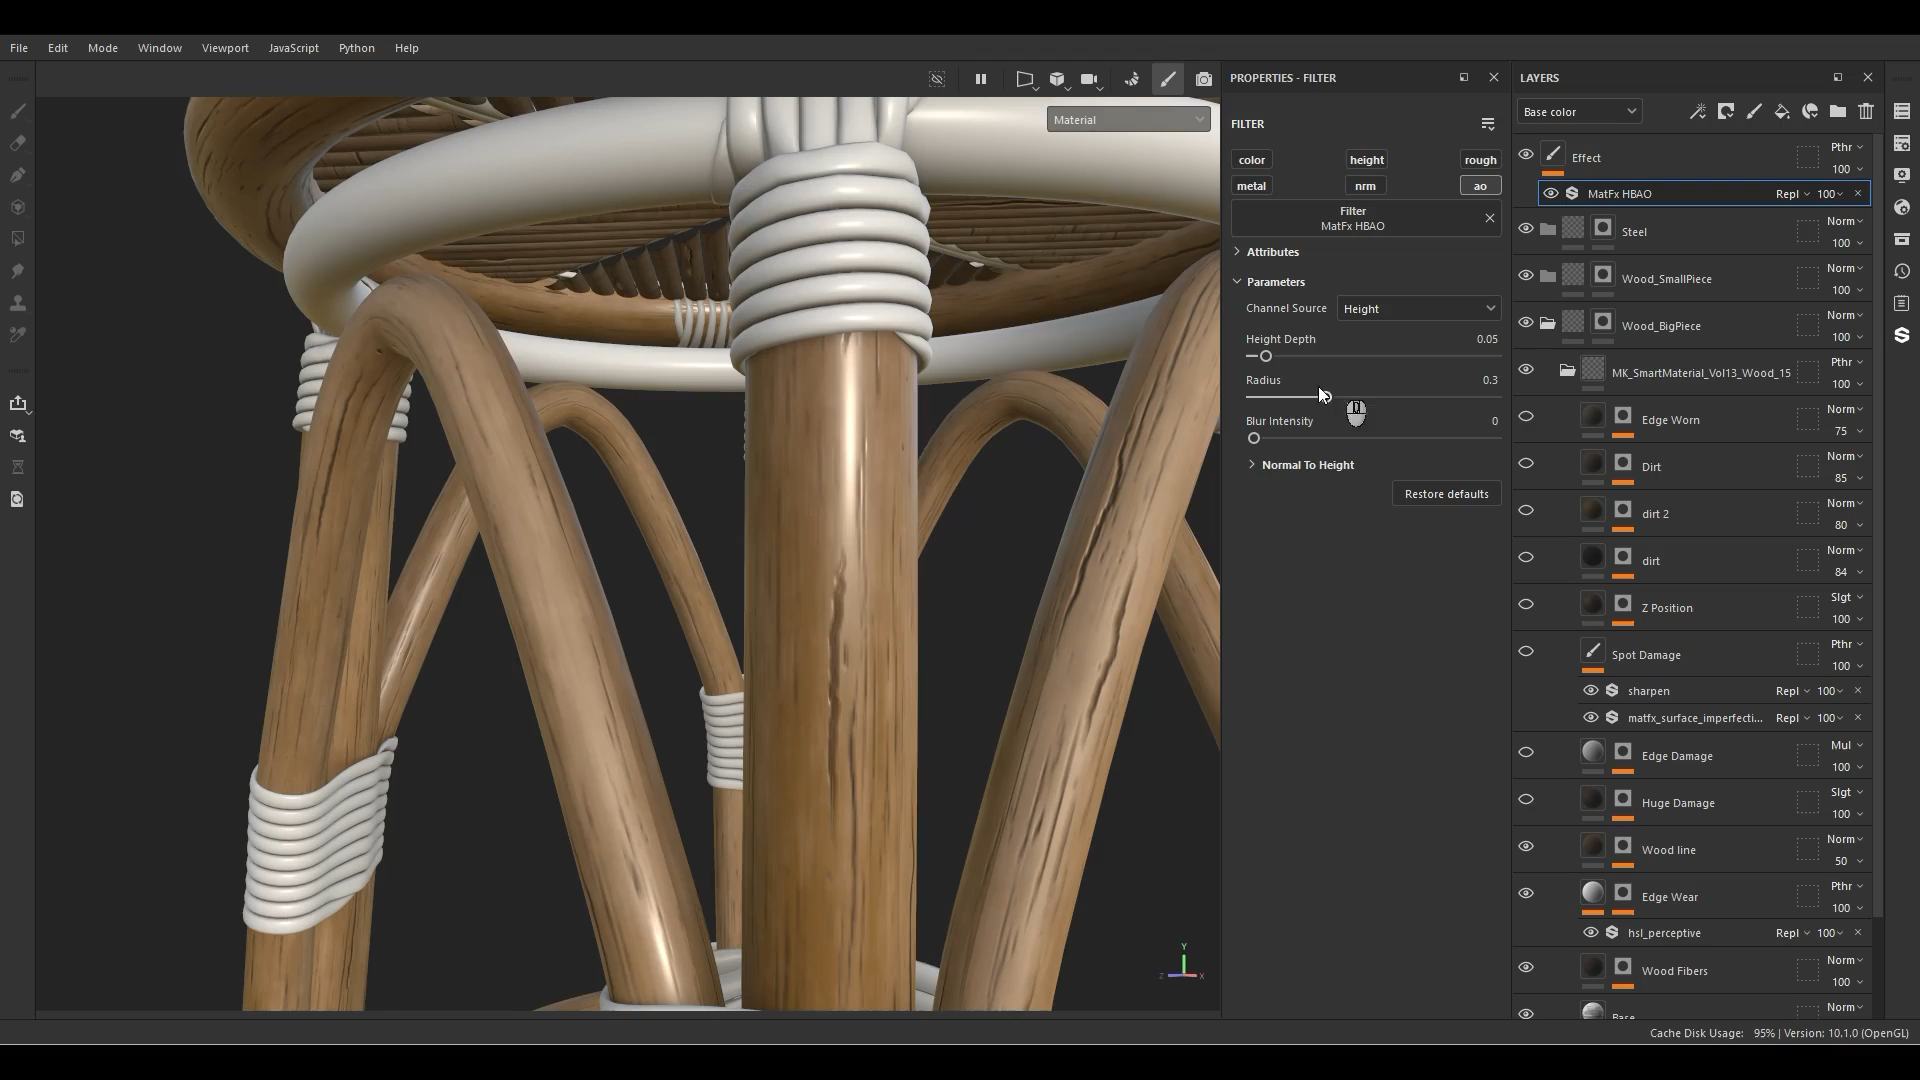 File Edit Mode Window Viewport JavaScript Python Help
Material
Y
Z X
PROPERTIES - FILTER
FILTER
color height rough
metal nrm ao
Filter
MatFx HBAO
Attributes
Parameters
Channel Source Height
Height Depth 0.05
Radius 0.3
Blur Intensity 0
Normal To Height
Restore defaults
LAYERS
Base color
Effect Pthr 100
MatFx HBAO Repl 100
Steel Norm 100
Wood_SmallPiece Norm 100
Wood_BigPiece Norm 100
MK_SmartMaterial_Vol13_Wood_15 Pthr 100
Edge Worn Norm 75
Dirt Norm 85
dirt 2 Norm 80
dirt Norm 84
Z Position Slgt 100
Spot Damage Pthr 100
sharpen Repl 100
matfx_surface_imperfecti... Repl 100
Edge Damage Mul 100
Huge Damage Slgt 100
Wood line Norm 50
Edge Wear Pthr 100
hsl_perceptive Repl 100
Wood Fibers Norm 100
Base Norm
Cache Disk Usage: 95% | Version: 10.1.0 (OpenGL)